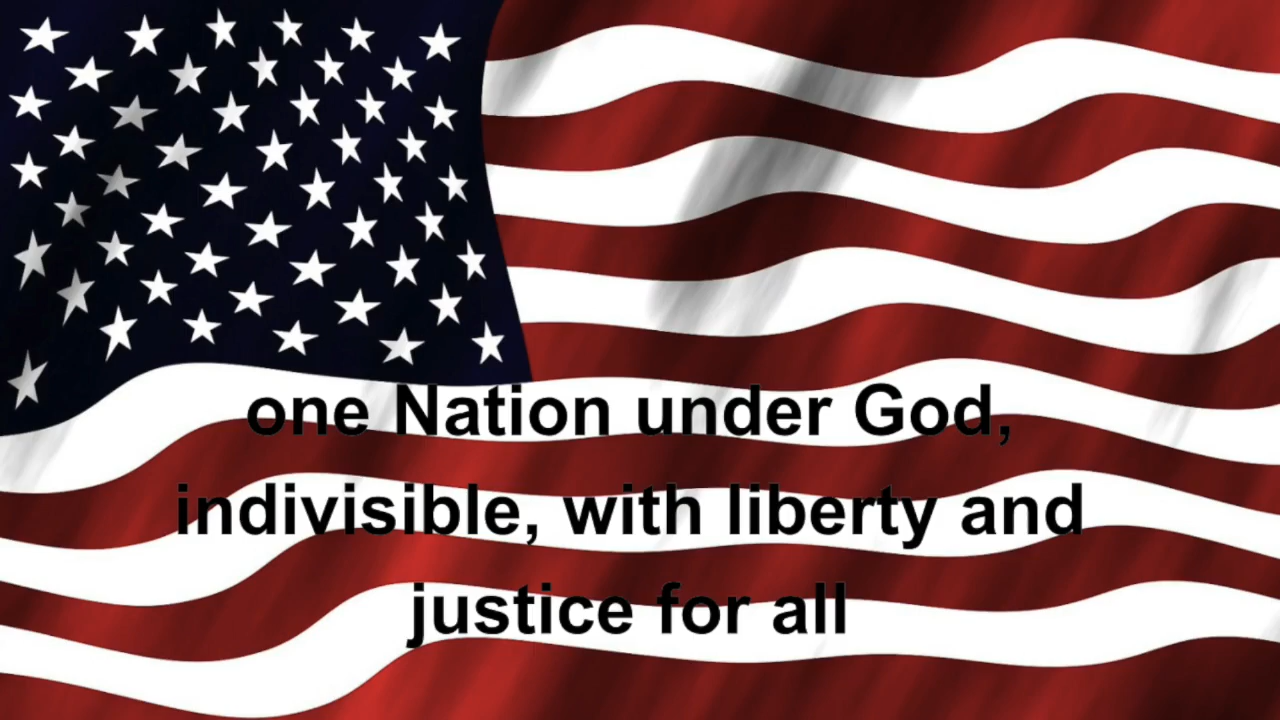 one Nation under God,
indivisible, with liberty and
justice for all